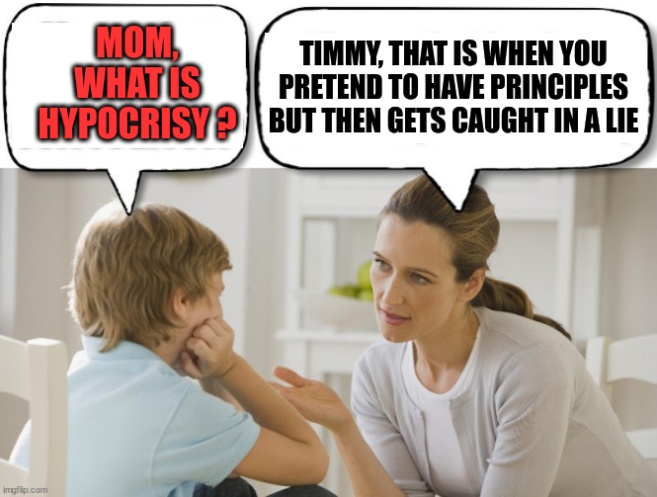 MOM,
WHAT IS
HYPOCRISY ?
TIMMY, THAT IS WHEN YOU
PRETEND TO HAVE PRINCIPLES
BUT THEN GETS CAUGHT IN A LIE
imgflip.com